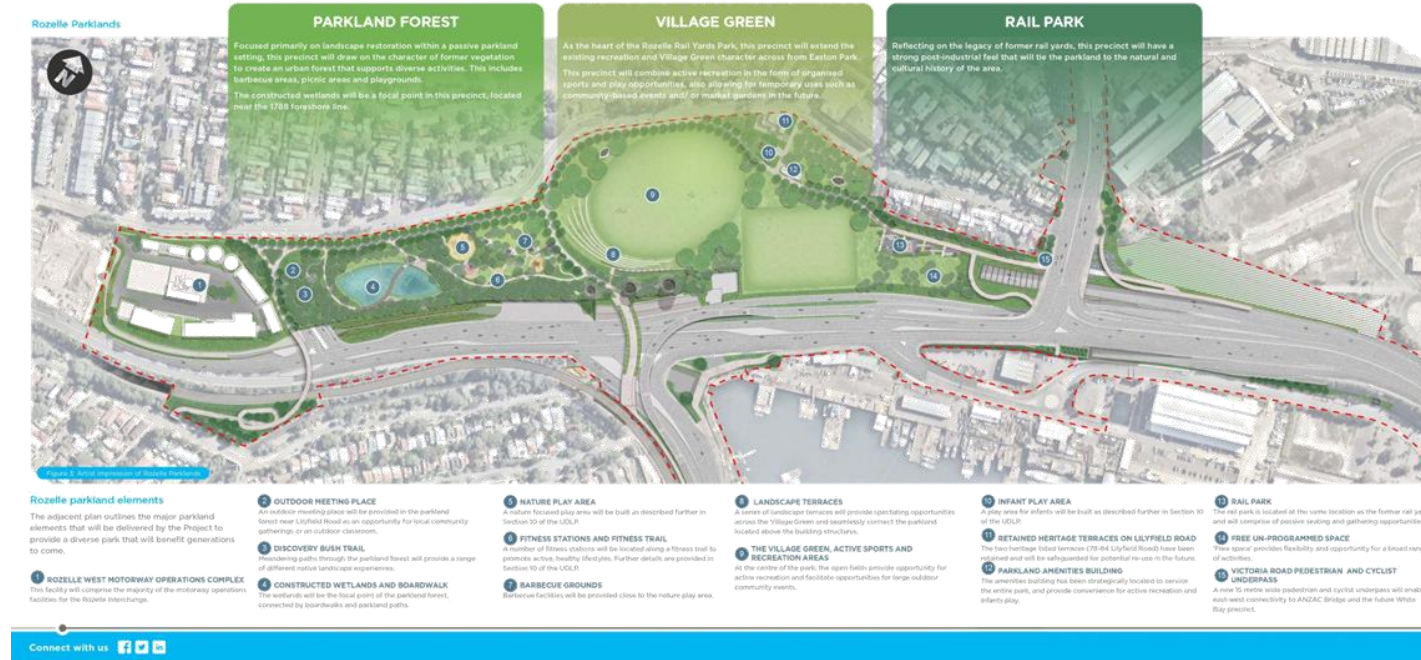 Rozelle Parklands
N
PARKLAND FOREST
Focused primarily on landscape restoration within a passive parkland
setting, this precinct will draw on the character of former vegetation
to create an urban forest that supports diverse activities. This includes
barbecue areas, picnic areas and playgrounds.
The constructed wetlands will be a focal point in this precinct, located
near the 1788 foreshore line.
VILLAGE GREEN
As the heart of the Rozelle Rail Yards Park, this precinct will extend the
existing recreation and Village Green character across from Easton Park.
This precinct will combine active recreation in the form of organised
sports and play opportunities, also allowing for temporary uses such as
community-based events and/ or market gardens in the future.
RAIL PARK
Reflecting on the legacy of former rail yards, this precinct will have a
strong post-industrial feel that will tie the parkland to the natural and
cultural history of the area.
11
10
12
9
5
7
8
13
2
15
1
4
3
6
14
Figure 3: Artist impression of Rozelle Parklands
Rozelle parkland elements
The adjacent plan outlines the major parkland
elements that will be delivered by the Project to
provide a diverse park that will benefit generations
to come.
1 ROZELLE WEST MOTORWAY OPERATIONS COMPLEX
This facility will comprise the majority of the motorway operations
facilities for the Rozelle Interchange.
2 OUTDOOR MEETING PLACE
An outdoor meeting place will be provided in the parkland
forest near Lilyfield Road as an opportunity for local community
gatherings or an outdoor classroom.
3 DISCOVERY BUSH TRAIL
Meandering paths through the parkland forest will provide a range
of different native landscape experiences.
4 CONSTRUCTED WETLANDS AND BOARDWALK
The wetlands will be the focal point of the parkland forest,
connected by boardwalks and parkland paths.
5 NATURE PLAY AREA
A nature focused play area will be built as described further in
Section 10 of the UDLP.
6 FITNESS STATIONS AND FITNESS TRAIL
A number of fitness stations will be located along a fitness trail to
promote active, healthy lifestyles. Further details are provided in
Section 10 of the UDLP.
7 BARBECUE GROUNDS
Barbecue facilities will be provided close to the nature play area.
8 LANDSCAPE TERRACES
A series of landscape terraces will provide spectating opportunities
across the Village Green and seamlessly connect the parkland
located above the building structures.
9 THE VILLAGE GREEN, ACTIVE SPORTS AND
RECREATION AREAS
At the centre of the park, the open fields provide opportunity for
active recreation and facilitate opportunities for large outdoor
community events.
10 INFANT PLAY AREA
A play area for infants will be built as described further in Section 10
of the UDLP.
11 RETAINED HERITAGE TERRACES ON LILYFIELD ROAD
The two heritage listed terraces (78-84 Lilyfield Road) have been
retained and will be safeguarded for potential re-use in the future.
12 PARKLAND AMENITIES BUILDING
The amenities building has been strategically located to service
the entire park, and provide convenience for active recreation and
infants play.
13 RAIL PARK
The rail park is located at the same location as the former rail ya
and will comprise of passive seating and gathering opportunitie
14 FREE UN-PROGRAMMED SPACE
'Free space' provides flexibility and opportunity for a broad rang
of activities.
15 VICTORIA ROAD PEDESTRIAN AND CYCLIST
UNDERPASS
A new 15 metre wide pedestrian and cyclist underpass will enabl
east-west connectivity to ANZAC Bridge and the future White
Bay precinct.
Connect with us